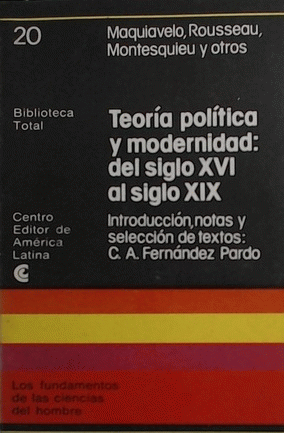 20
Maquiavelo, Rousseau,
Montesquieu y otros
Biblioteca
Total
Teoría política
y modernidad:
del siglo XVI
al siglo XIX
Centro
Editor de
América
Latina
Introducción, notas y
selección de textos:
C. A. Fernández Pardo
Los fundamentos
de las ciencias
del hombre